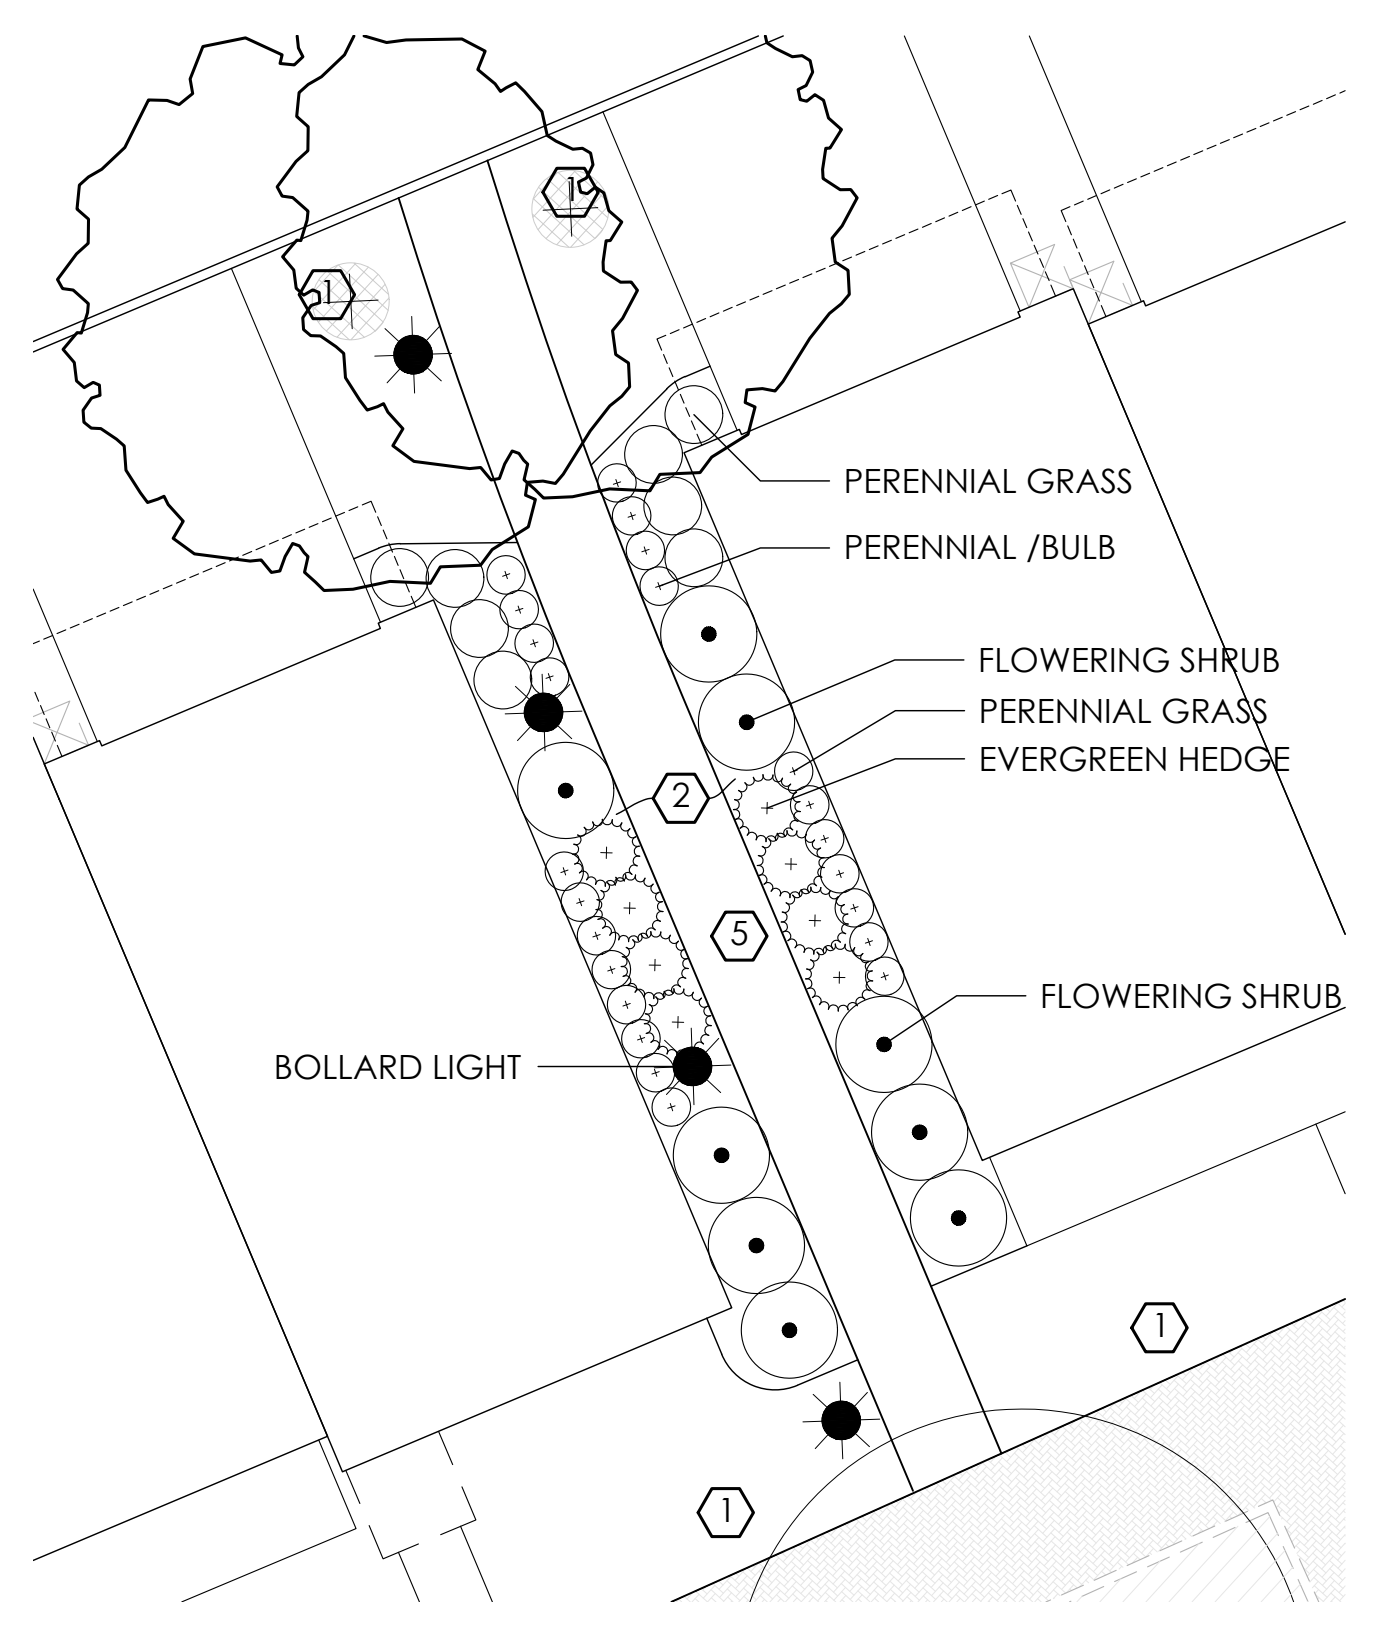 1
1
PERENNIAL GRASS
PERENNIAL /BULB
FLOWERING SHRUB
PERENNIAL GRASS
EVERGREEN HEDGE
2
5
FLOWERING SHRUB
BOLLARD LIGHT
1
1